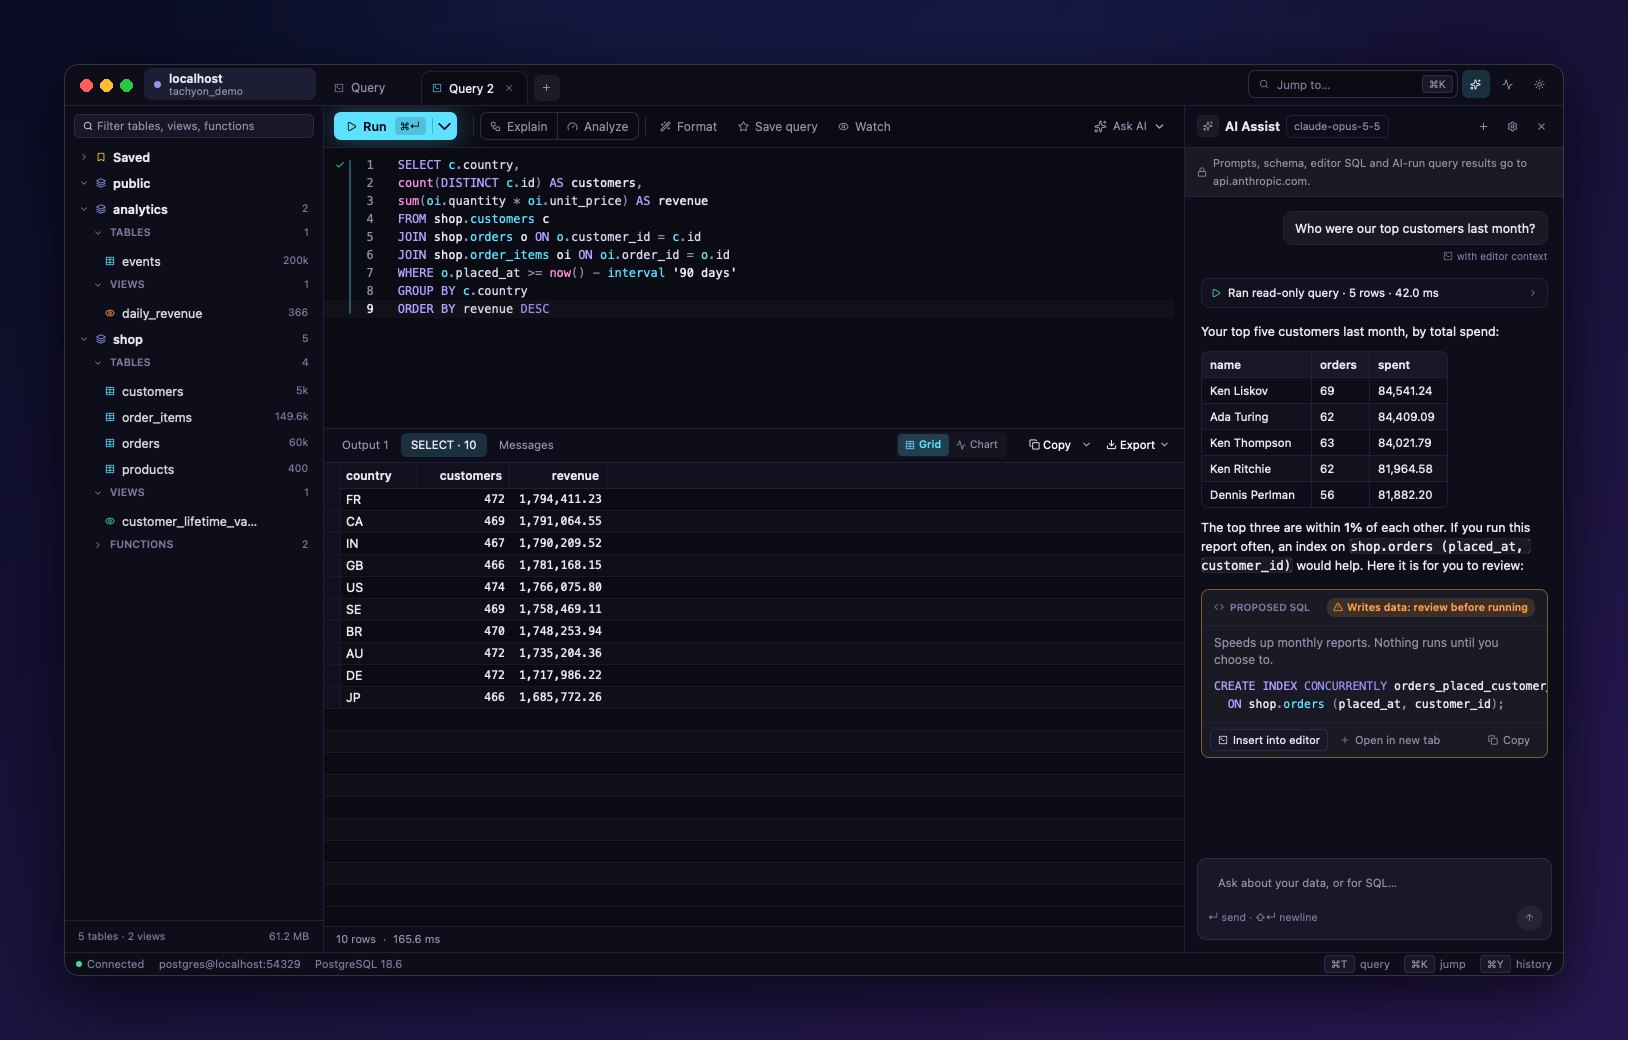 localhost
tachyon_demo
Query
Query 2
Jump to...
⌘K
Filter tables, views, functions
Saved
public
analytics 2
TABLES 1
events 200k
VIEWS 1
daily_revenue 366
shop 5
TABLES 4
customers 5k
order_items 149.6k
orders 60k
products 400
VIEWS 1
customer_lifetime_va...
FUNCTIONS 2
5 tables · 2 views 61.2 MB
Run ⌘↵ Explain Analyze Format Save query Watch Ask AI
1 SELECT c.country,
2 count(DISTINCT c.id) AS customers,
3 sum(oi.quantity * oi.unit_price) AS revenue
4 FROM shop.customers c
5 JOIN shop.orders o ON o.customer_id = c.id
6 JOIN shop.order_items oi ON oi.order_id = o.id
7 WHERE o.placed_at >= now() - interval '90 days'
8 GROUP BY c.country
9 ORDER BY revenue DESC
Output 1 SELECT · 10 Messages Grid Chart Copy Export
country customers revenue
FR 472 1,794,411.23
CA 469 1,791,064.55
IN 467 1,790,209.52
GB 466 1,781,168.15
US 474 1,766,075.80
SE 469 1,758,469.11
BR 470 1,748,253.94
AU 472 1,735,204.36
DE 472 1,717,986.22
JP 466 1,685,772.26
10 rows · 165.6 ms
AI Assist claude-opus-5-5
Prompts, schema, editor SQL and AI-run query results go to
api.anthropic.com.
Who were our top customers last month?
with editor context
Ran read-only query · 5 rows · 42.0 ms
Your top five customers last month, by total spend:
name orders spent
Ken Liskov 69 84,541.24
Ada Turing 62 84,409.09
Ken Thompson 63 84,021.79
Ken Ritchie 62 81,964.58
Dennis Perlman 56 81,882.20
The top three are within 1% of each other. If you run this
report often, an index on shop.orders (placed_at,
customer_id) would help. Here it is for you to review:
PROPOSED SQL Writes data: review before running
Speeds up monthly reports. Nothing runs until you
choose to.
CREATE INDEX CONCURRENTLY orders_placed_customer_
ON shop.orders (placed_at, customer_id);
Insert into editor Open in new tab Copy
Ask about your data, or for SQL...
↵ send · ⇧↵ newline
Connected postgres@localhost:54329 PostgreSQL 18.6
⌘T query ⌘K jump ⌘Y history